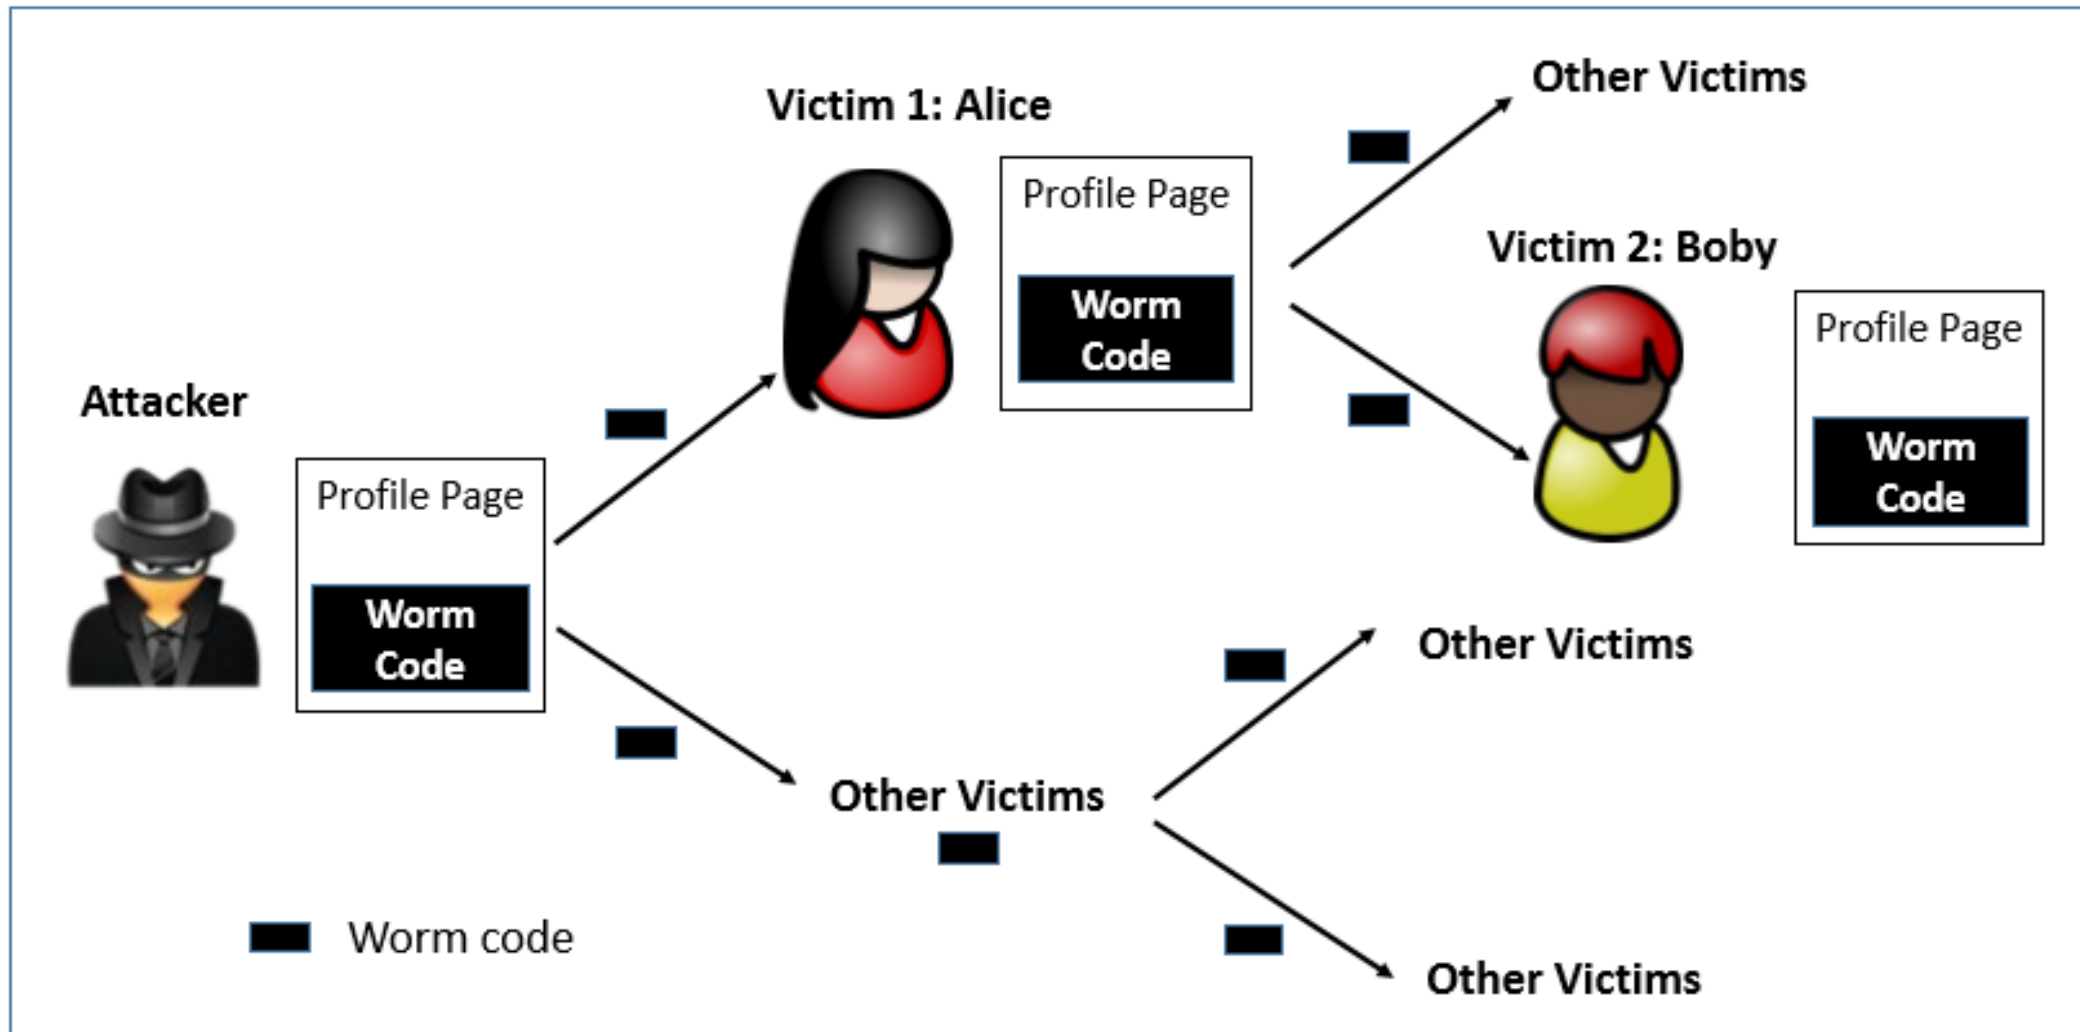 Other Victims
Victim 1: Alice
Profile Page
Worm
Code
Victim 2: Boby
Profile Page
Worm
Code
Attacker
Profile Page
Worm
Code
Other Victims
Other Victims
Other Victims
Worm code